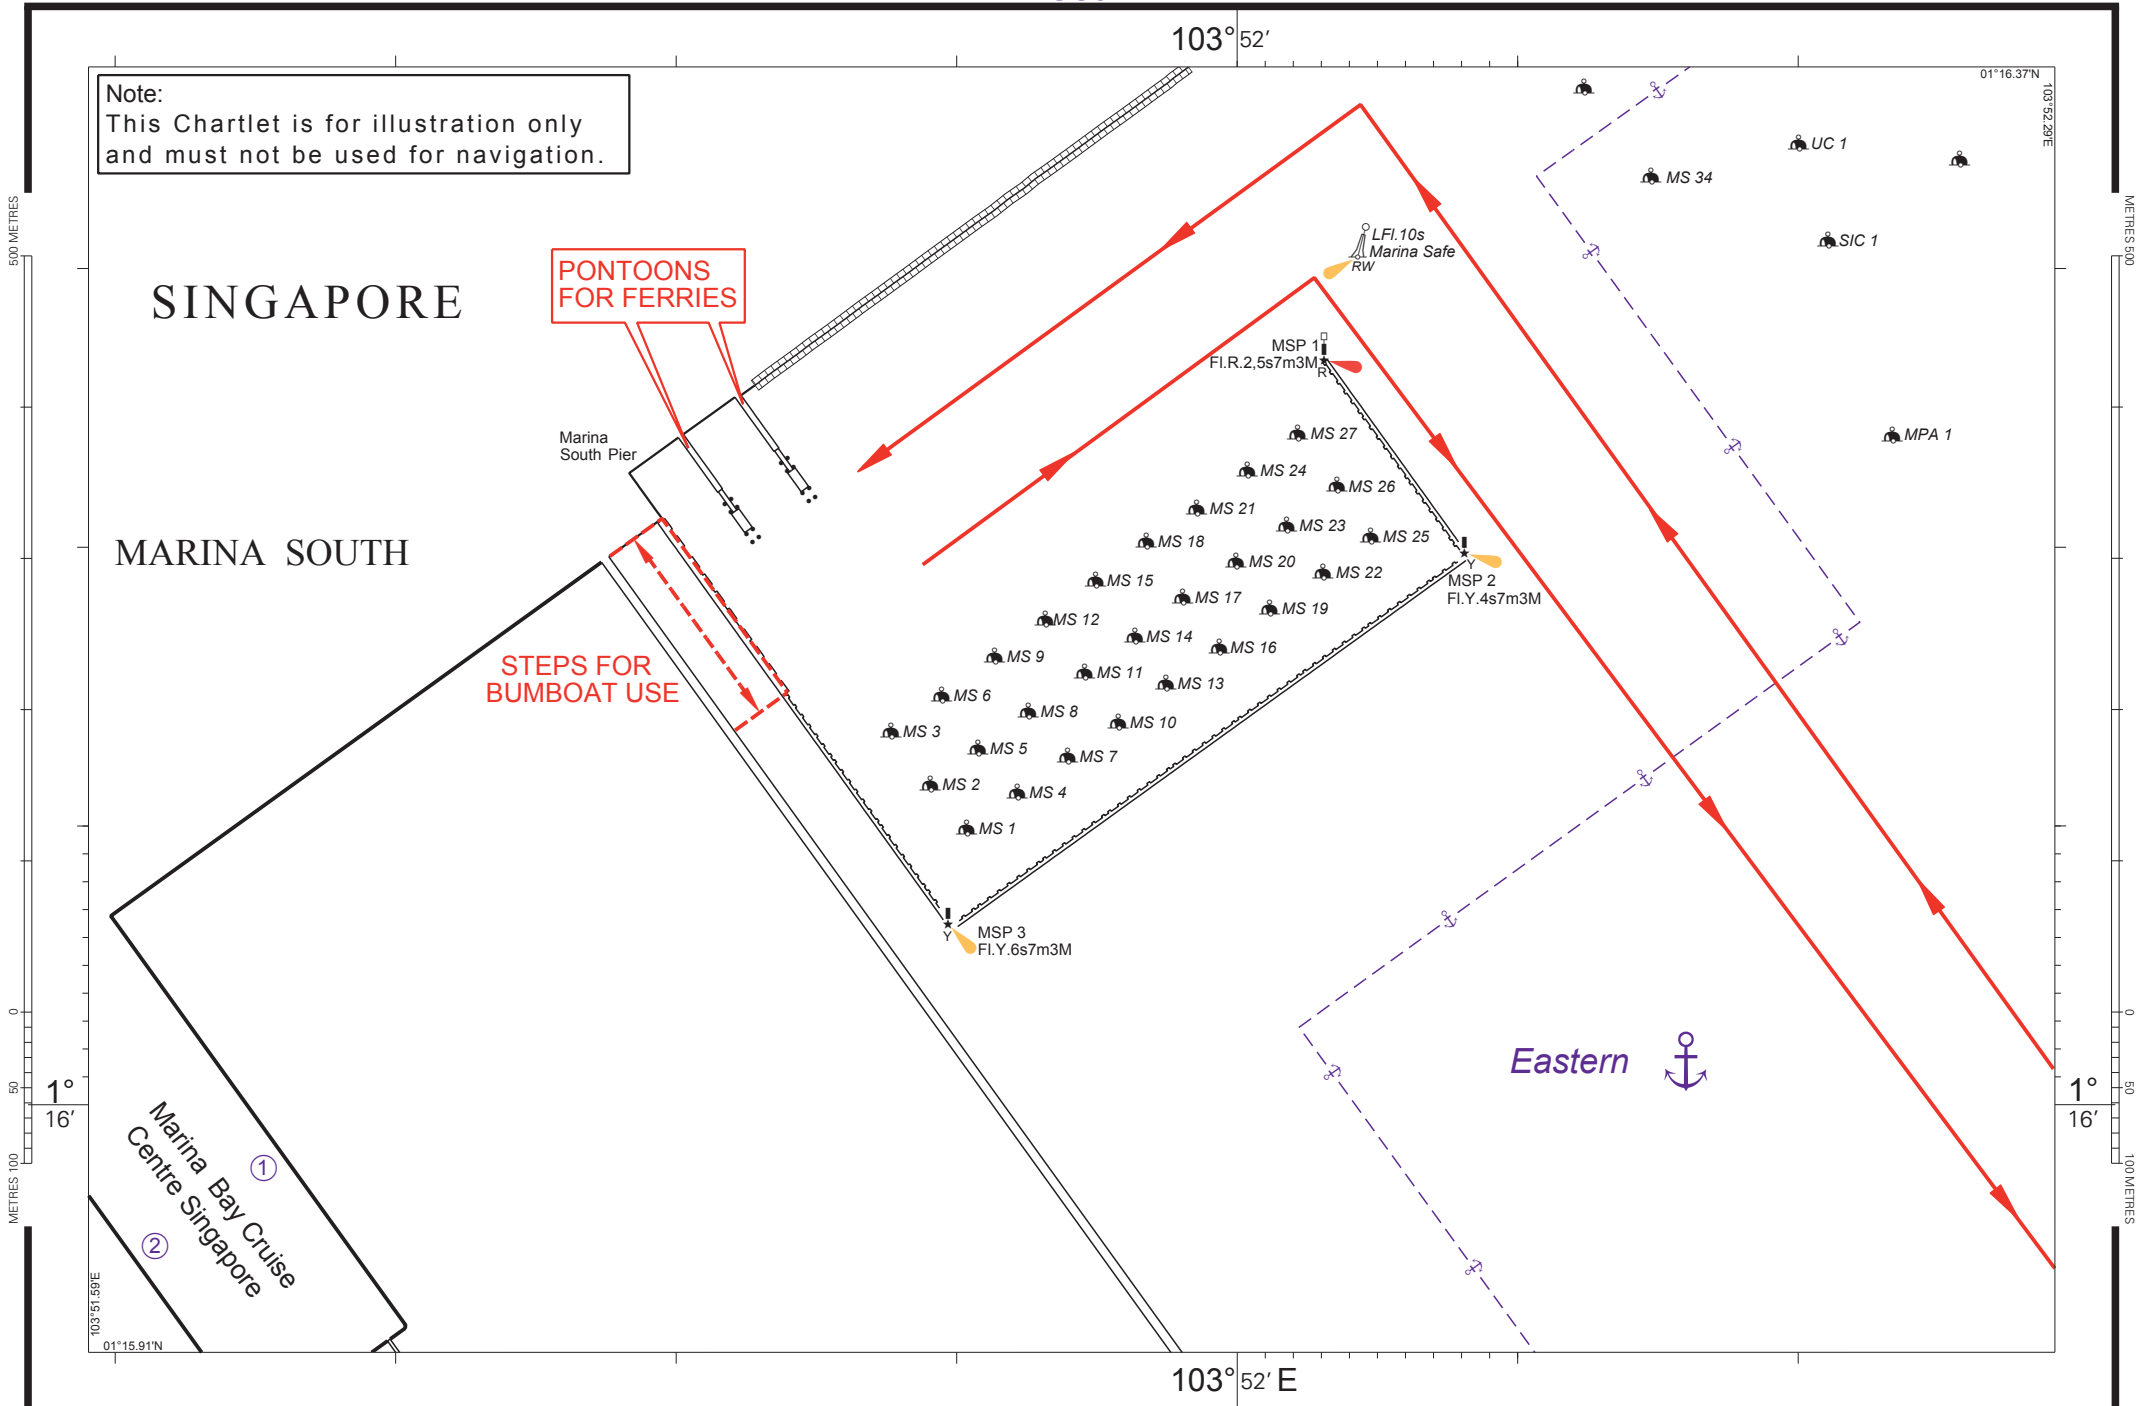 103° 52′
01°16.37'N
103°52.29'E
Note:
This Chartlet is for illustration only
and must not be used for navigation.
500 METRES
METRES 500
UC 1
MS 34
SIC 1
LFl.10s
Marina Safe
RW
PONTOONS
FOR FERRIES
SINGAPORE
MSP 1
Fl.R.2,5s7m3M
R
Marina
South Pier
MS 27
MPA 1
MS 24
MS 26
MS 21
MS 23
MS 25
MS 18
MARINA SOUTH
MS 20
MS 22
Y
MSP 2
Fl.Y.4s7m3M
MS 15
MS 17
MS 19
MS 12
MS 14
MS 16
STEPS FOR
BUMBOAT USE
MS 9
MS 11
MS 13
MS 6
MS 8
MS 10
MS 3
MS 5
MS 7
MS 2
MS 4
MS 1
Y
MSP 3
Fl.Y.6s7m3M
0
0
Eastern
50
50
1°
16′
1°
16′
METRES 100
100 METRES
Marina Bay Cruise
Centre Singapore
1
2
103°51.59'E
01°15.91'N
103° 52′ E